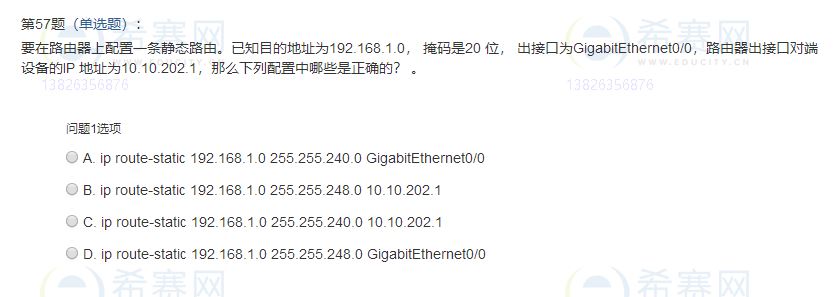 第57题（单选题）：
要在路由器上配置一条静态路由。已知目的地址为192.168.1.0， 掩码是20 位， 出接口为GigabitEthernet0/0，路由器出接口对端
设备的IP 地址为10.10.202.1，那么下列配置中哪些是正确的？ 。
希赛网
WWW.EDUCITY.CN
13826356876
希赛网
WWW.EDUCITY.CN
13826356876
问题1选项
A. ip route-static 192.168.1.0 255.255.240.0 GigabitEthernet0/0
B. ip route-static 192.168.1.0 255.255.248.0 10.10.202.1
C. ip route-static 192.168.1.0 255.255.240.0 10.10.202.1
D. ip route-static 192.168.1.0 255.255.248.0 GigabitEthernet0/0
希赛网
希赛网